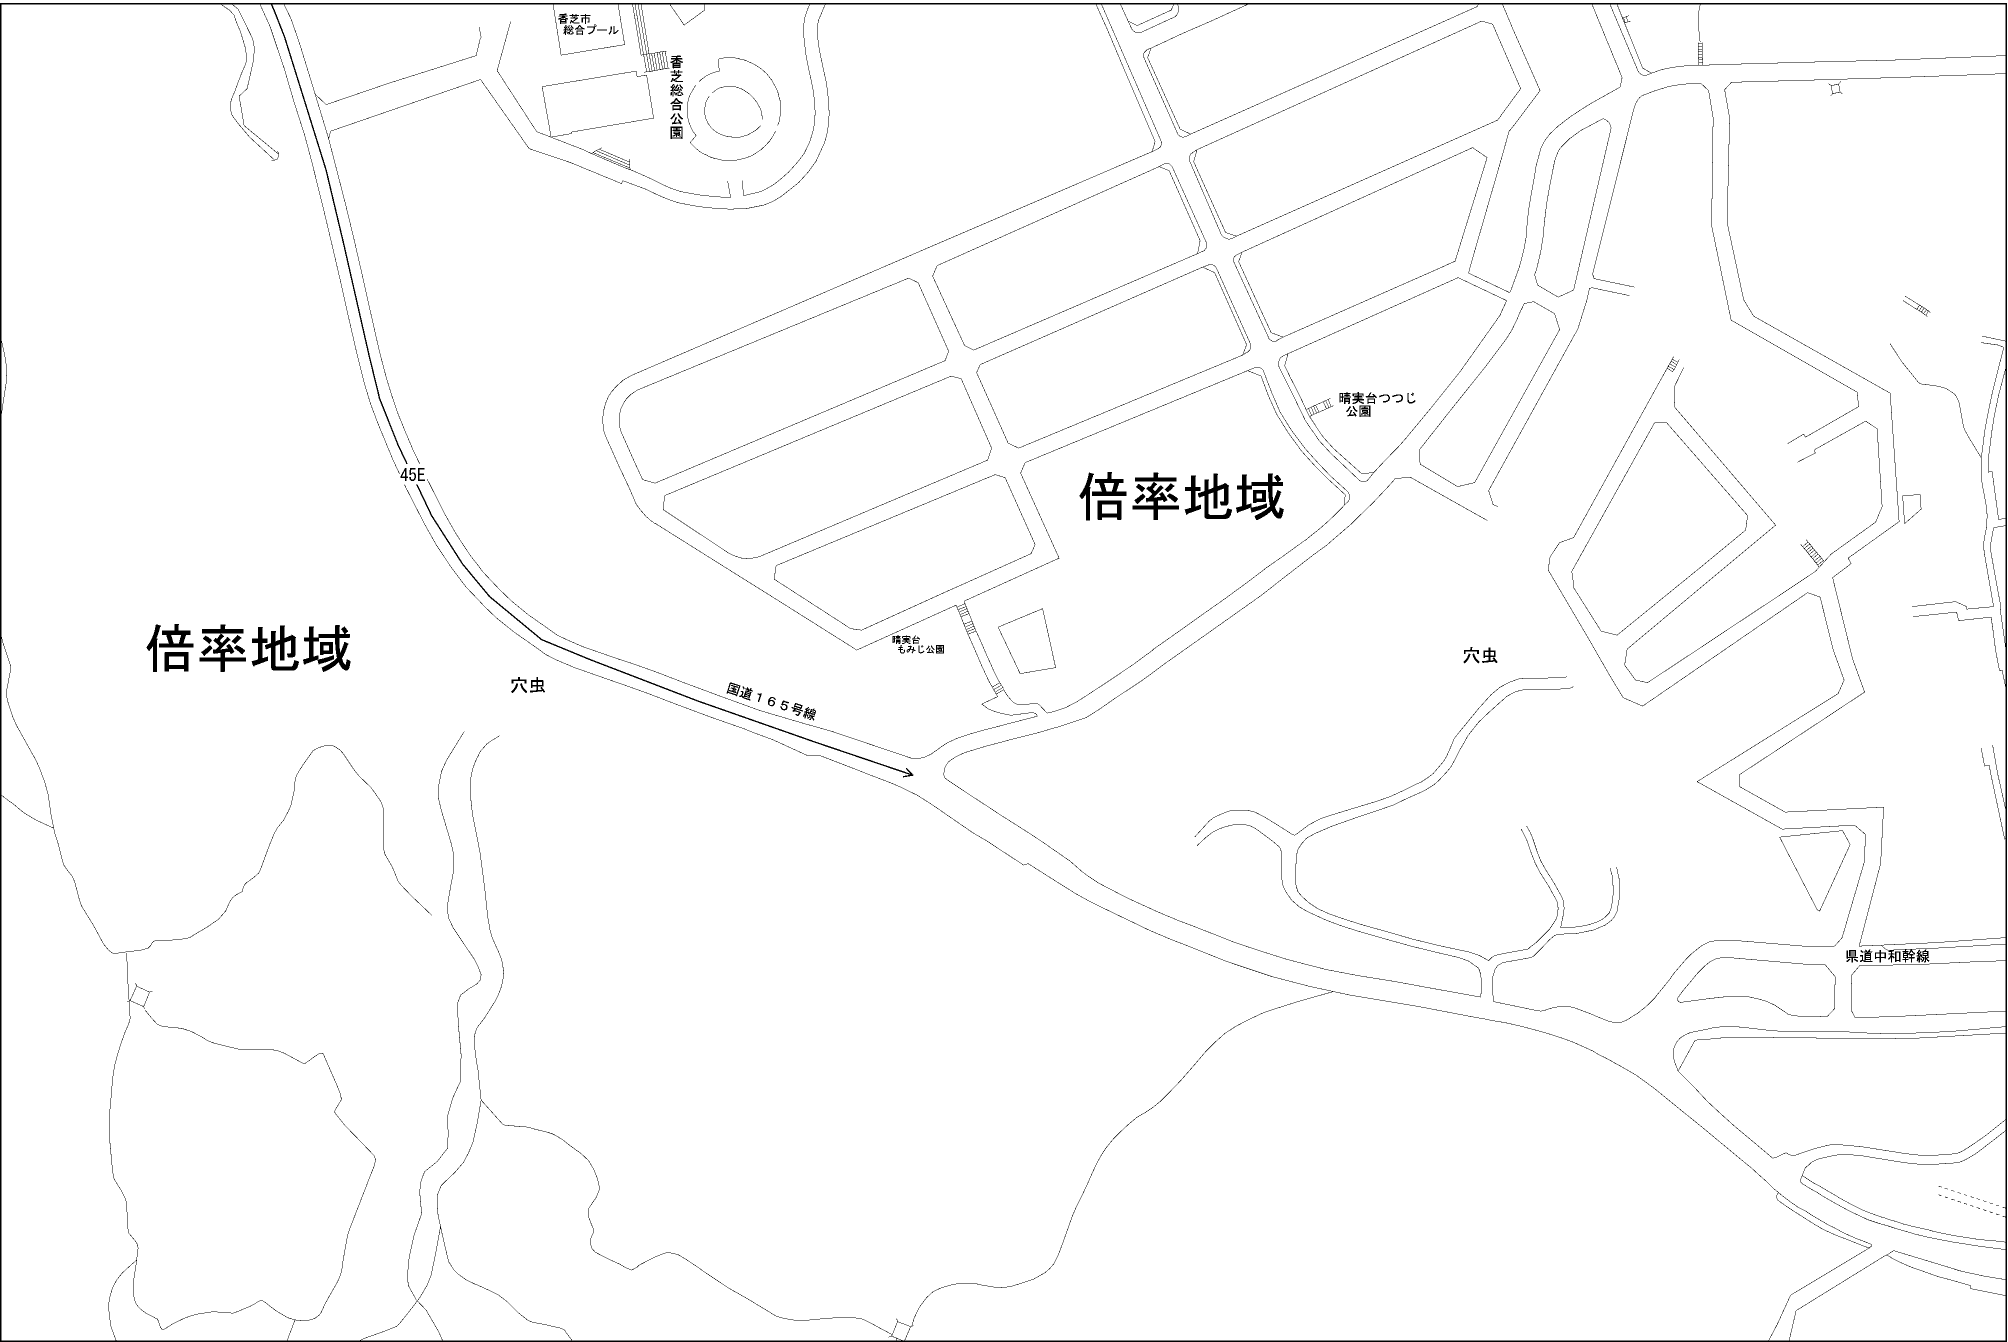 香芝市
総合プール
香芝総合公園
晴実台つつじ
公園
45E
倍率地域
倍率地域
晴実台
もみじ公園
穴虫
穴虫
国道１６５号線
県道中和幹線